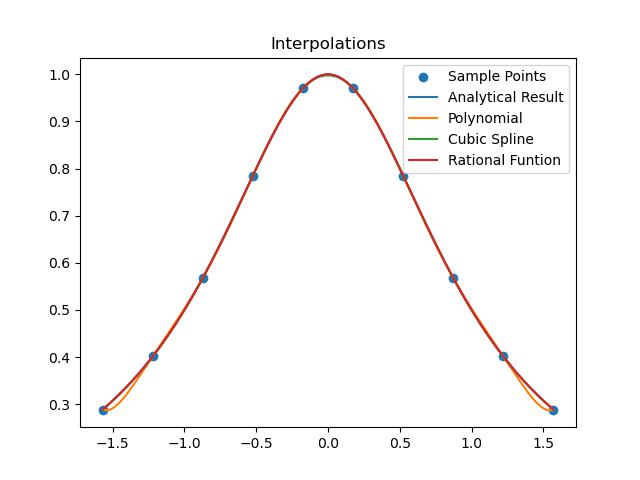 Interpolations
Sample Points
Analytical Result
Polynomial
Cubic Spline
Rational Funtion
1.0
0.9
0.8
0.7
0.6
0.5
0.4
0.3
−1.5 −1.0 −0.5 0.0 0.5 1.0 1.5